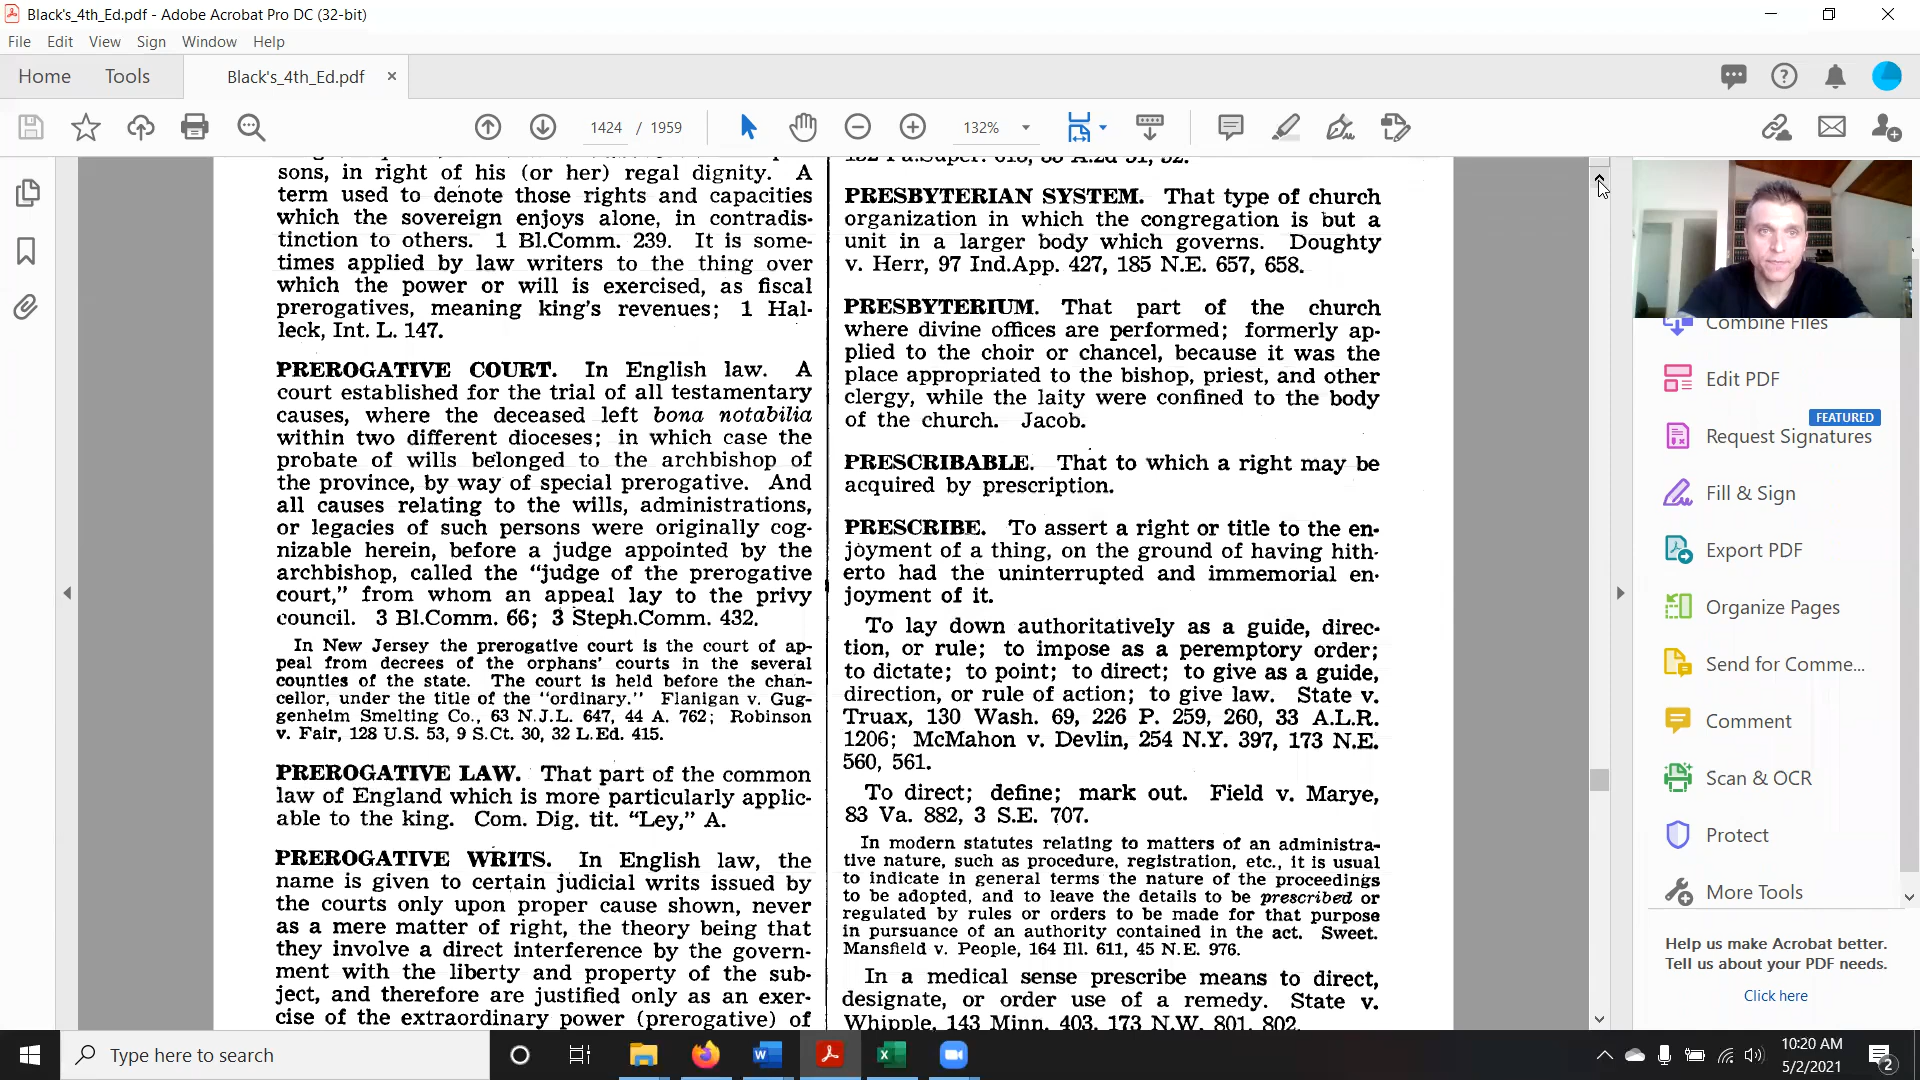 Black's_4th_Ed.pdf - Adobe Acrobat Pro DC (32-bit)
File Edit View Sign Window Help
Home Tools Black's_4th_Ed.pdf ×
1424 / 1959 132%
sons, in right of his (or her) regal dignity. A
term used to denote those rights and capacities
which the sovereign enjoys alone, in contradis-
tinction to others. 1 Bl.Comm. 239. It is some-
times applied by law writers to the thing over
which the power or will is exercised, as fiscal
prerogatives, meaning king's revenues; 1 Hal-
leck, Int. L. 147.
PREROGATIVE COURT. In English law. A
court established for the trial of all testamentary
causes, where the deceased left bona notabilia
within two different dioceses; in which case the
probate of wills belonged to the archbishop of
the province, by way of special prerogative. And
all causes relating to the wills, administrations,
or legacies of such persons were originally cog-
nizable herein, before a judge appointed by the
archbishop, called the "judge of the prerogative
court," from whom an appeal lay to the privy
council. 3 Bl.Comm. 66; 3 Steph.Comm. 432.
In New Jersey the prerogative court is the court of ap-
peal from decrees of the orphans' courts in the several
counties of the state. The court is held before the chan-
cellor, under the title of the "ordinary." Flanigan v. Gug-
genheim Smelting Co., 63 N.J.L. 647, 44 A. 762; Robinson
v. Fair, 128 U.S. 53, 9 S.Ct. 30, 32 L.Ed. 415.
PREROGATIVE LAW. That part of the common
law of England which is more particularly applic-
able to the king. Com. Dig. tit. "Ley," A.
PREROGATIVE WRITS. In English law, the
name is given to certain judicial writs issued by
the courts only upon proper cause shown, never
as a mere matter of right, the theory being that
they involve a direct interference by the govern-
ment with the liberty and property of the sub-
ject, and therefore are justified only as an exer-
cise of the extraordinary power (prerogative) of
PRESBYTERIAN SYSTEM. That type of church
organization in which the congregation is but a
unit in a larger body which governs. Doughty
v. Herr, 97 Ind.App. 427, 185 N.E. 657, 658.
PRESBYTERIUM. That part of the church
where divine offices are performed; formerly ap-
plied to the choir or chancel, because it was the
place appropriated to the bishop, priest, and other
clergy, while the laity were confined to the body
of the church. Jacob.
PRESCRIBABLE. That to which a right may be
acquired by prescription.
PRESCRIBE. To assert a right or title to the en-
joyment of a thing, on the ground of having hith-
erto had the uninterrupted and immemorial en-
joyment of it.
To lay down authoritatively as a guide, direc-
tion, or rule; to impose as a peremptory order;
to dictate; to point; to direct; to give as a guide,
direction, or rule of action; to give law. State v.
Truax, 130 Wash. 69, 226 P. 259, 260, 33 A.L.R.
1206; McMahon v. Devlin, 254 N.Y. 397, 173 N.E.
560, 561.
To direct; define; mark out. Field v. Marye,
83 Va. 882, 3 S.E. 707.
In modern statutes relating to matters of an administra-
tive nature, such as procedure, registration, etc., it is usual
to indicate in general terms the nature of the proceedings
to be adopted, and to leave the details to be prescribed or
regulated by rules or orders to be made for that purpose
in pursuance of an authority contained in the act. Sweet.
Mansfield v. People, 164 Ill. 611, 45 N.E. 976.
In a medical sense prescribe means to direct,
designate, or order use of a remedy. State v.
Whipple, 143 Minn. 403, 173 N.W. 801, 802.
Combine Files
Edit PDF
FEATURED
Request Signatures
Fill & Sign
Export PDF
Organize Pages
Send for Comme...
Comment
Scan & OCR
Protect
More Tools
Help us make Acrobat better.
Tell us about your PDF needs.
Click here
Type here to search
10:20 AM
5/2/2021
2